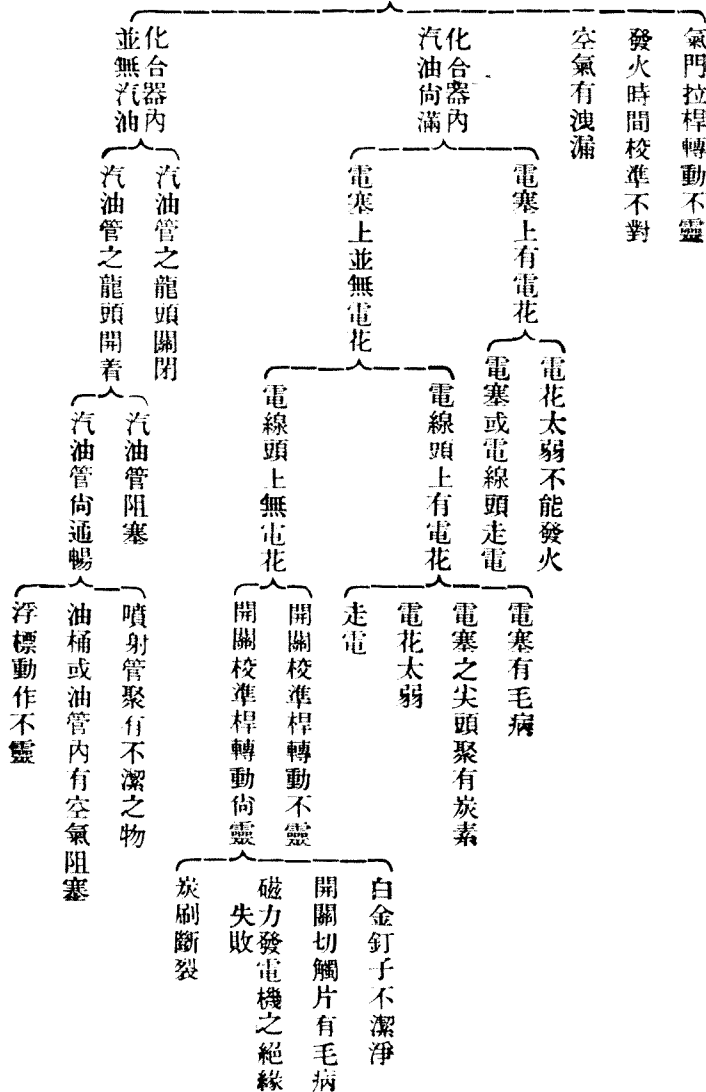 氣門拉桿轉動不靈
發火時間校準不對
空氣有洩漏
化合器內
汽油尙滿
電塞上有電花
電花太弱不能發火
電塞或電線頭走電
電塞上並無電花
電線頭上有電花
電塞有毛病
電塞之尖頭聚有炭素
電花太弱
走電
電線頭上無電花
開關校準桿轉動不靈
開關校準桿轉動尙靈
白金釘子不潔淨
開關切觸片有毛病
磁力發電機之絕緣
失敗
炭刷斷裂
化合器內
並無汽油
汽油管之龍頭關閉
汽油管之龍頭開着
汽油管阻塞
汽油管尙通暢
噴射管聚有不潔之物
油桶或油管內有空氣阻塞
浮標動作不靈